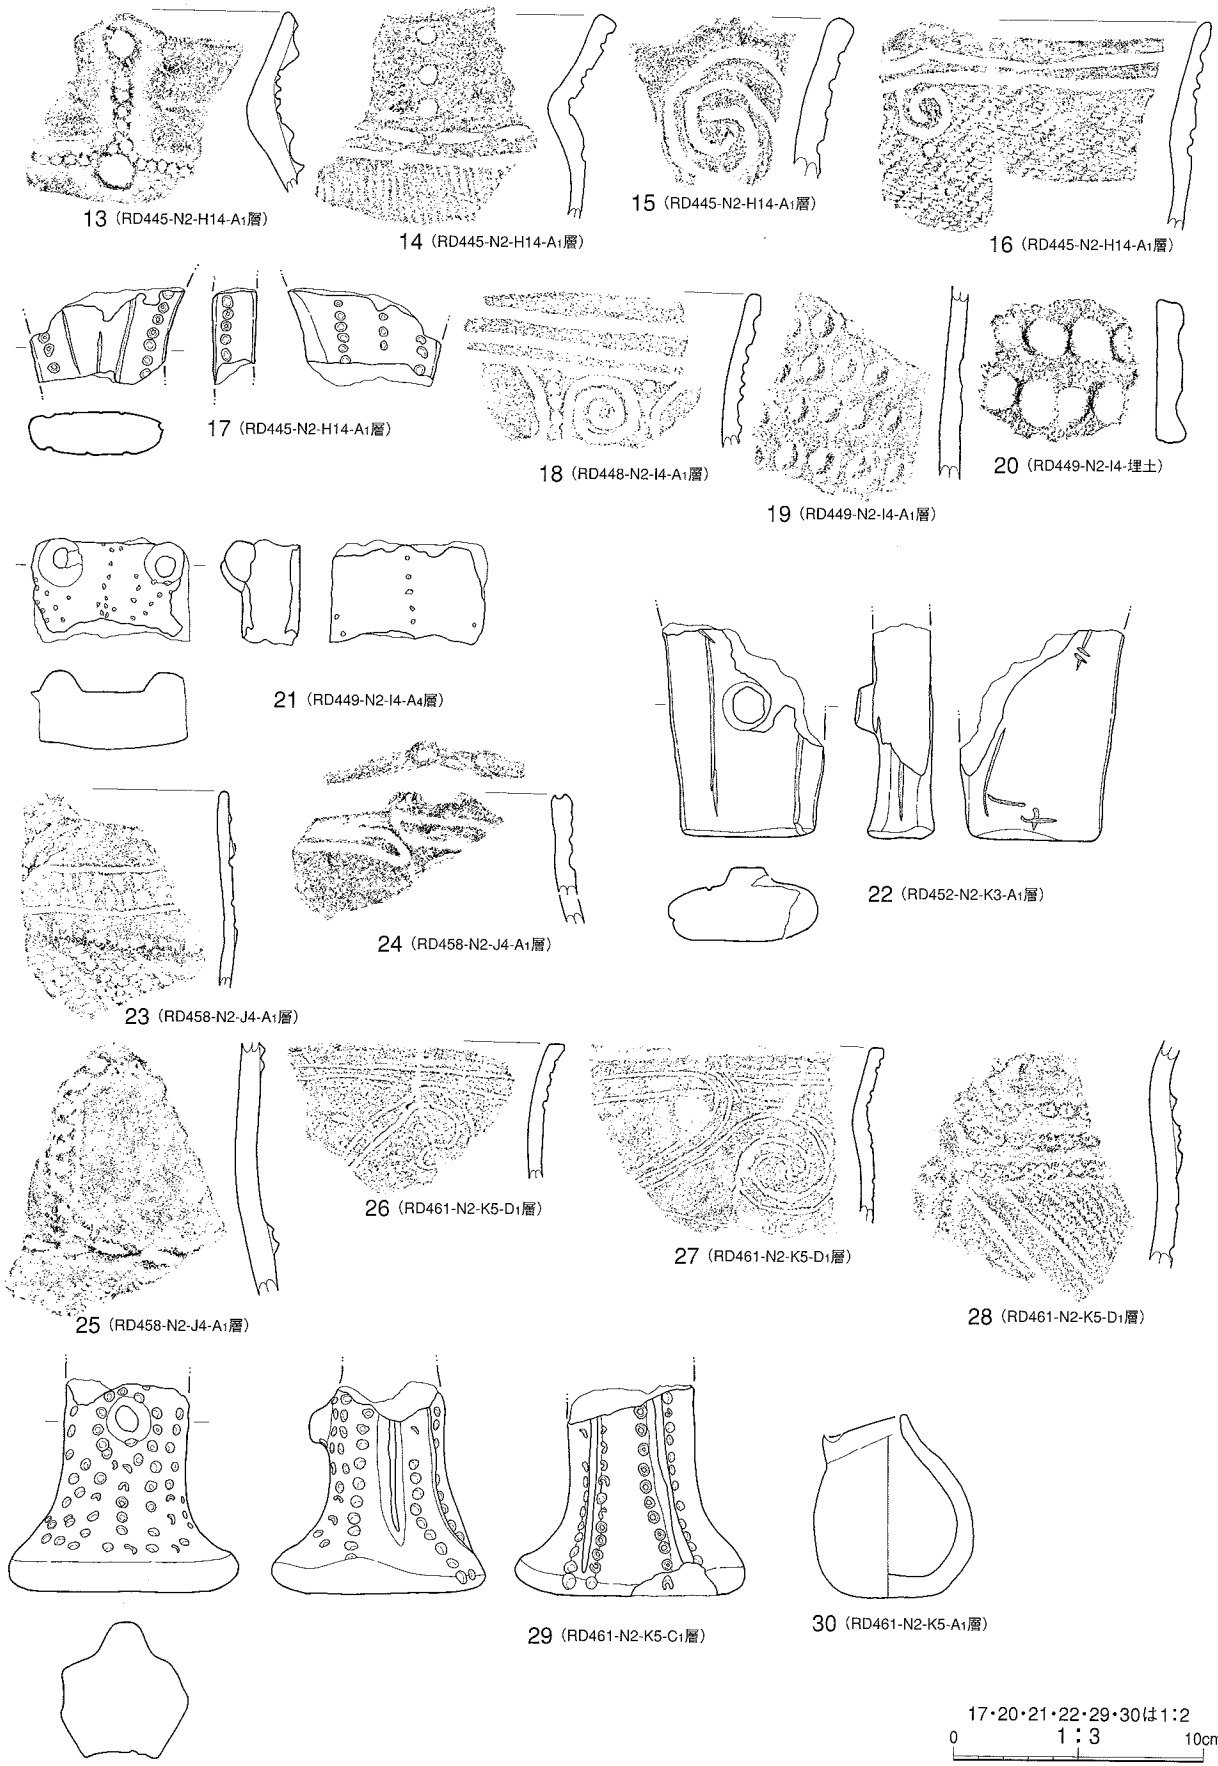 13（RD445-N2-H14-A1層）
14（RD445-N2-H14-A1層）
15（RD445-N2-H14-A1層）
16（RD445-N2-H14-A1層）
17（RD445-N2-H14-A1層）
18（RD448-N2-I4-A1層）
19（RD449-N2-I4-A1層）
20（RD449-N2-I4-埋土）
21（RD449-N2-I4-A4層）
22（RD452-N2-K3-A1層）
23（RD458-N2-J4-A1層）
24（RD458-N2-J4-A1層）
25（RD458-N2-J4-A1層）
26（RD461-N2-K5-D1層）
27（RD461-N2-K5-D1層）
28（RD461-N2-K5-D1層）
29（RD461-N2-K5-C1層）
30（RD461-N2-K5-A1層）
17・20・21・22・29・30は1：2
0 1：3 10cm